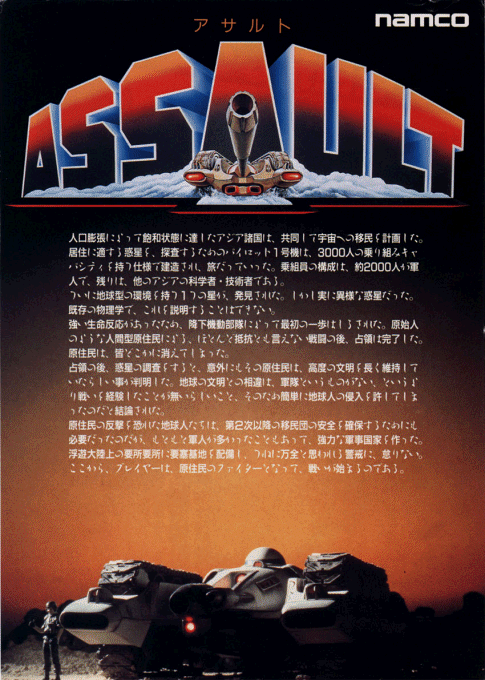 アサルト
namco
ASSAULT
人口膨張によって飽和状態に達したアジア諸国は、共同して宇宙への移民を計画した。
居住に適する惑星を、探査するためのパイロット1号機は、3000人の乗り組みキャ
パシティを持つ仕様で建造され、旅だっていった。乗組員の構成は、約2000人が軍
人で、残りは、他のアジアの科学者・技術者である。
ついに地球型の環境を持つ1つの星が、発見された。しかし実に異様な惑星だった。
既存の物理学で、これを説明することはできない。
強い生命反応があったため、降下機動部隊によって最初の一歩はしるされた。原始人
のような人間型原住民による、ほとんど抵抗とも言えない戦闘の後、占領は完了した。
原住民は、皆どこかに消えてしまった。
占領の後、惑星の調査をすると、意外にもその原住民は、高度の文明を長く維持して
いたらしい事が判明した。地球の文明との相違は、軍隊というものがない、というより
り戦いを経験したことが無いらしいこと、そのため簡単に地球人の侵入を許してしま
ったのだと結論された。
原住民の反撃を恐れた地球人たちは、第2次以降の移民団の安全を確保するためにも
必要だったのだが、もともと軍人が多かったこともあって、強力な軍事国家を作った。
浮遊大陸上の要所要所に要塞基地を配備し、つねに万全と思われる警戒に、怠りない。
ここから、プレイヤーは、原住民のファイターとなって、戦いが始まるのである。